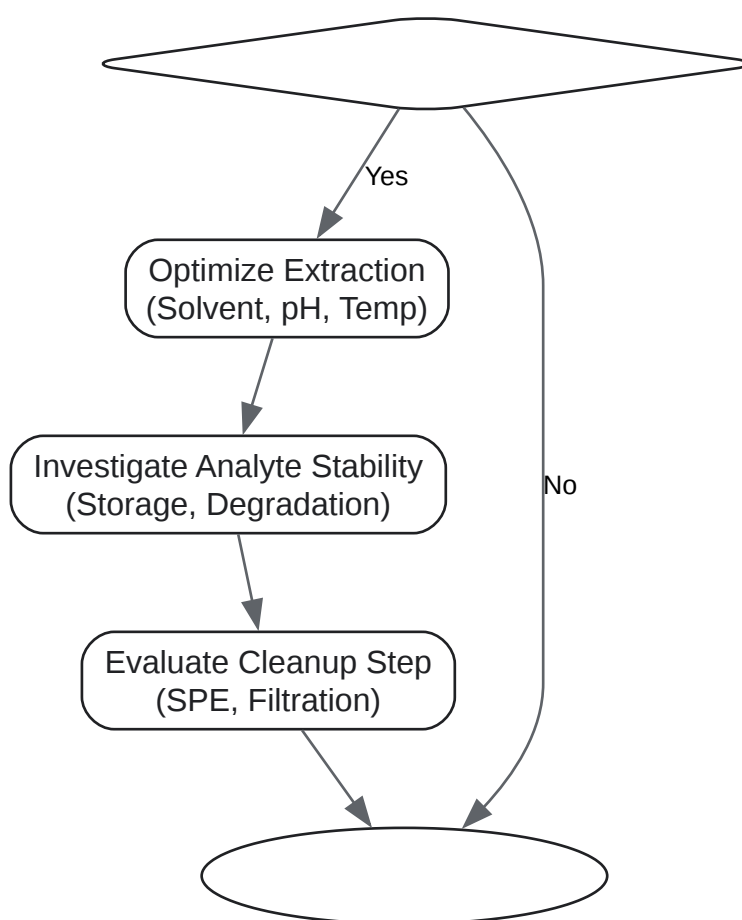 Yes
Optimize Extraction
(Solvent, pH, Temp)
Investigate Analyte Stability
(Storage, Degradation)
No
Evaluate Cleanup Step
(SPE, Filtration)